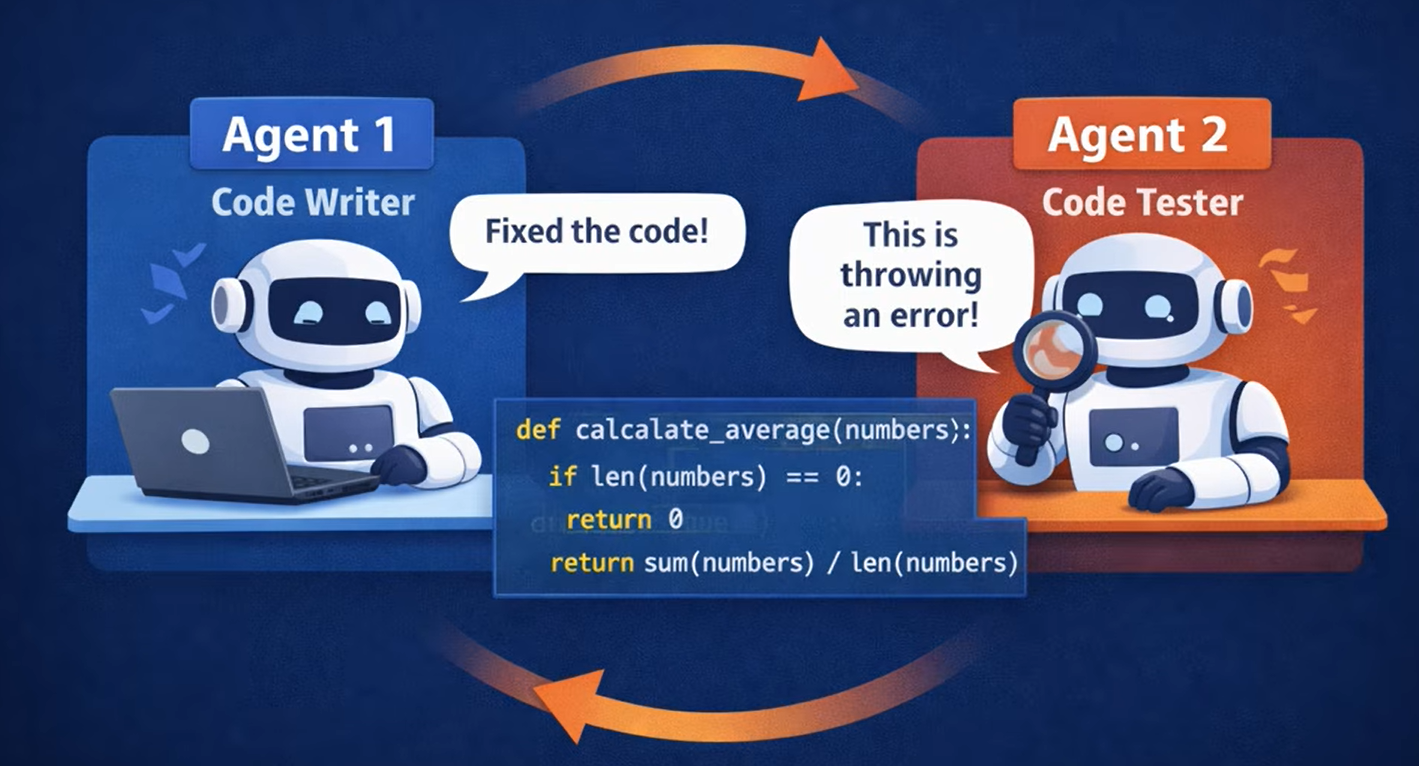 Agent 1
Code Writer
Fixed the code!
Agent 2
Code Tester
This is
throwing
an error!
def calcalate_average(numbers):
if len(numbers) == 0:
return 0
return sum(numbers) / len(numbers)